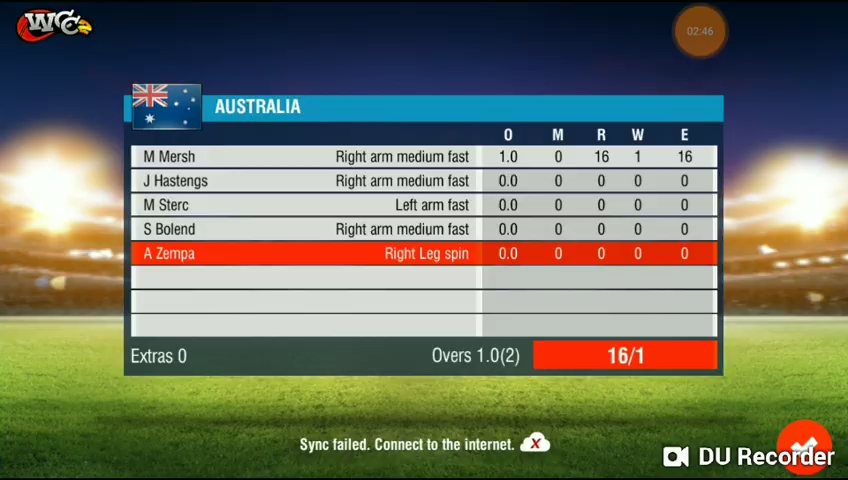 WCC
02:46
AUSTRALIA
O M R W E
M Mersh Right arm medium fast 1.0 0 16 1 16
J Hastengs Right arm medium fast 0.0 0 0 0 0
M Sterc Left arm fast 0.0 0 0 0 0
S Bolend Right arm medium fast 0.0 0 0 0 0
A Zempa Right Leg spin 0.0 0 0 0 0
Extras 0 Overs 1.0(2) 16/1
Sync failed. Connect to the internet. x
DU Recorder